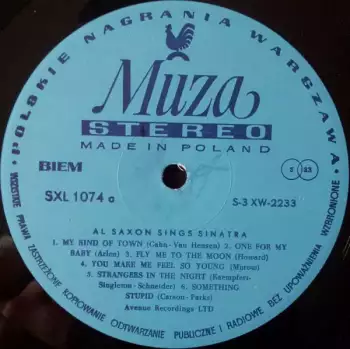 POLSKIE NAGRANIA WARSZAWA
Muza
STEREO
MADE IN POLAND
BIEM
SXL 1074 a
S-3 XW-2233
AL SAXON SINGS SINATRA
1. MY KIND OF TOWN (Cahn-Van Heusen) 2. ONE FOR MY
BABY (Arlen) 3. FLY ME TO THE MOON (Howard)
4. YOU MAKE ME FEEL SO YOUNG (Myrow)
5. STRANGERS IN THE NIGHT (Kaempfert-
Singlenm-Schneider) 6. SOMETHING
STUPID (Carson-Parks)
Avenue Recordings LTD
WSZELKIE PRAWA ZASTRZEŻONE KOPIOWANIE ODTWARZANIE PUBLICZNE I RADIOWE BEZ UPOWAŻNIENIA WZBRONIONE